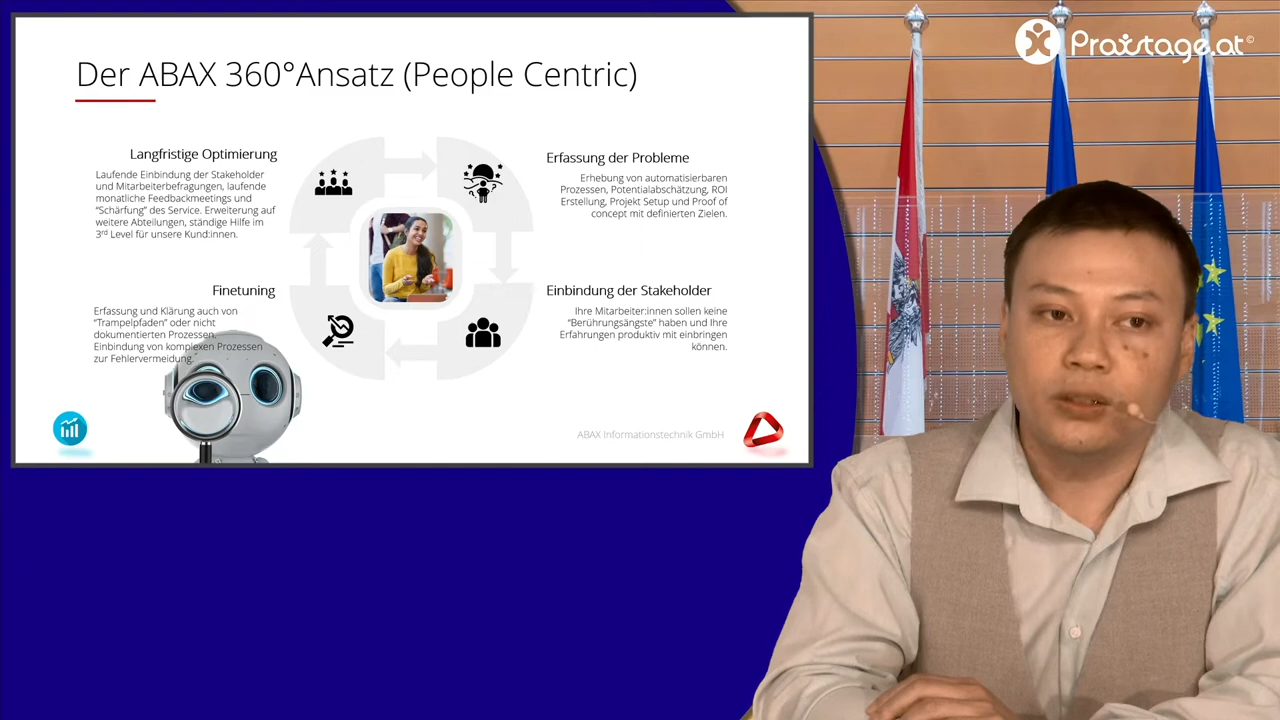 Der ABAX 360°Ansatz (People Centric)
Langfristige Optimierung
Laufende Einbindung der Stakeholder
und Mitarbeiterbefragungen, laufende
monatliche Feedbackmeetings und
“Schärfung” des Service. Erweiterung auf
weitere Abteilungen, ständige Hilfe im
3rd Level für unsere Kund:innen.
Erfassung der Probleme
Erhebung von automatisierbaren
Prozessen, Potentialabschätzung, ROI
Erstellung, Projekt Setup und Proof of
concept mit definierten Zielen.
Finetuning
Erfassung und Klärung auch von
“Trampelpfaden” oder nicht
dokumentierten Prozessen.
Einbindung von komplexen Prozessen
zur Fehlervermeidung.
Einbindung der Stakeholder
Ihre Mitarbeiter:innen sollen keine
“Berührungsängste” haben und Ihre
Erfahrungen produktiv mit einbringen
können.
ABAX Informationstechnik GmbH
Praistage.at©